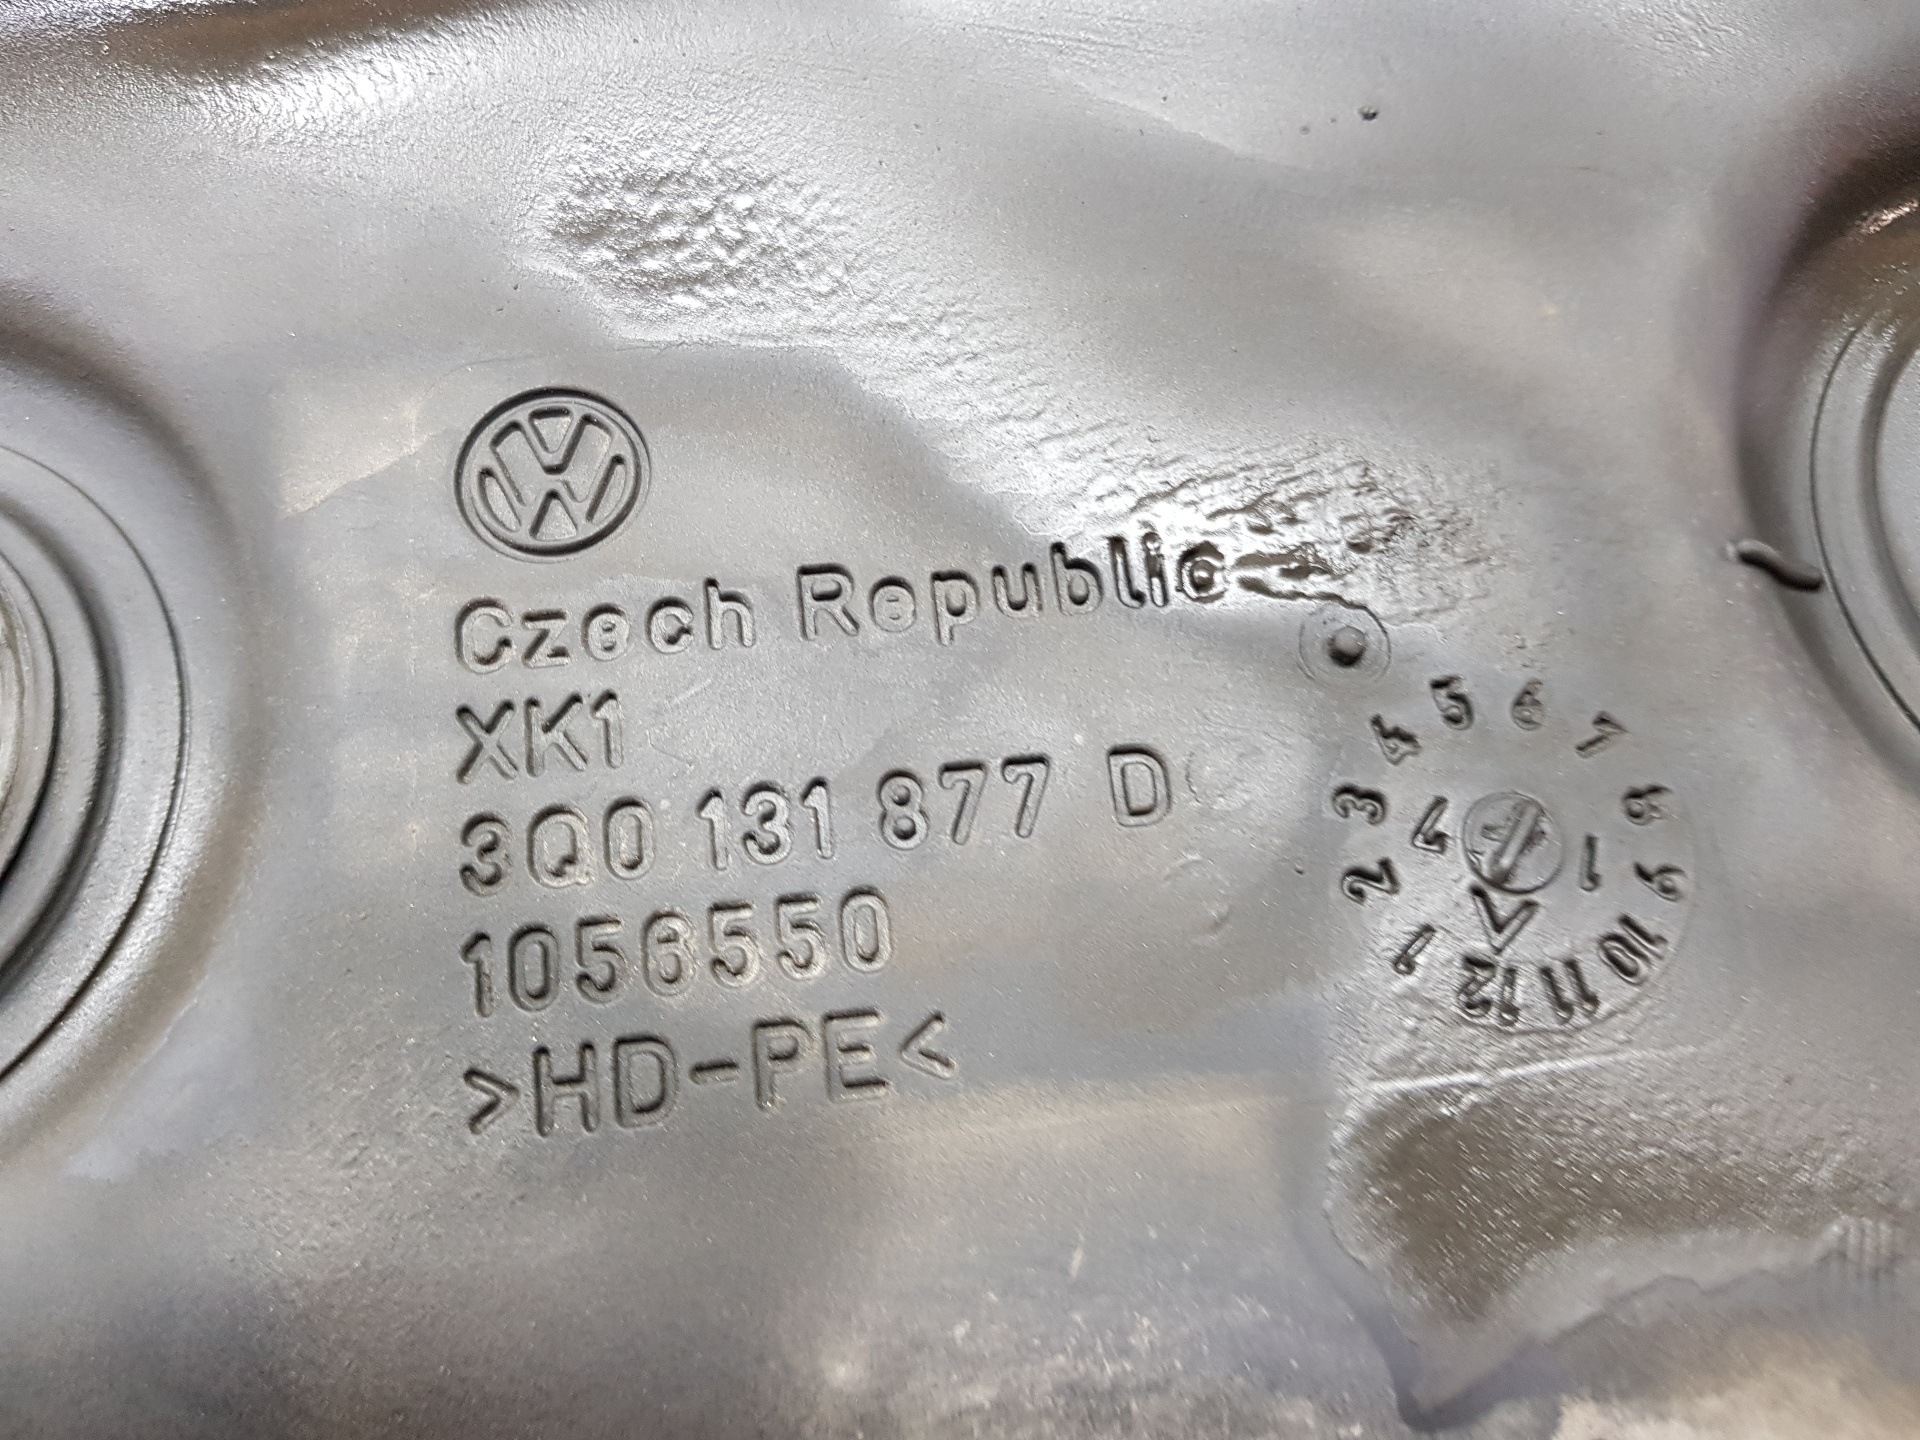 Czech Republic
XK1
3Q0 131 877 D
1056550
>HD-PE<
1 2 3 4 5 6 7 8 9 10 11 12
1